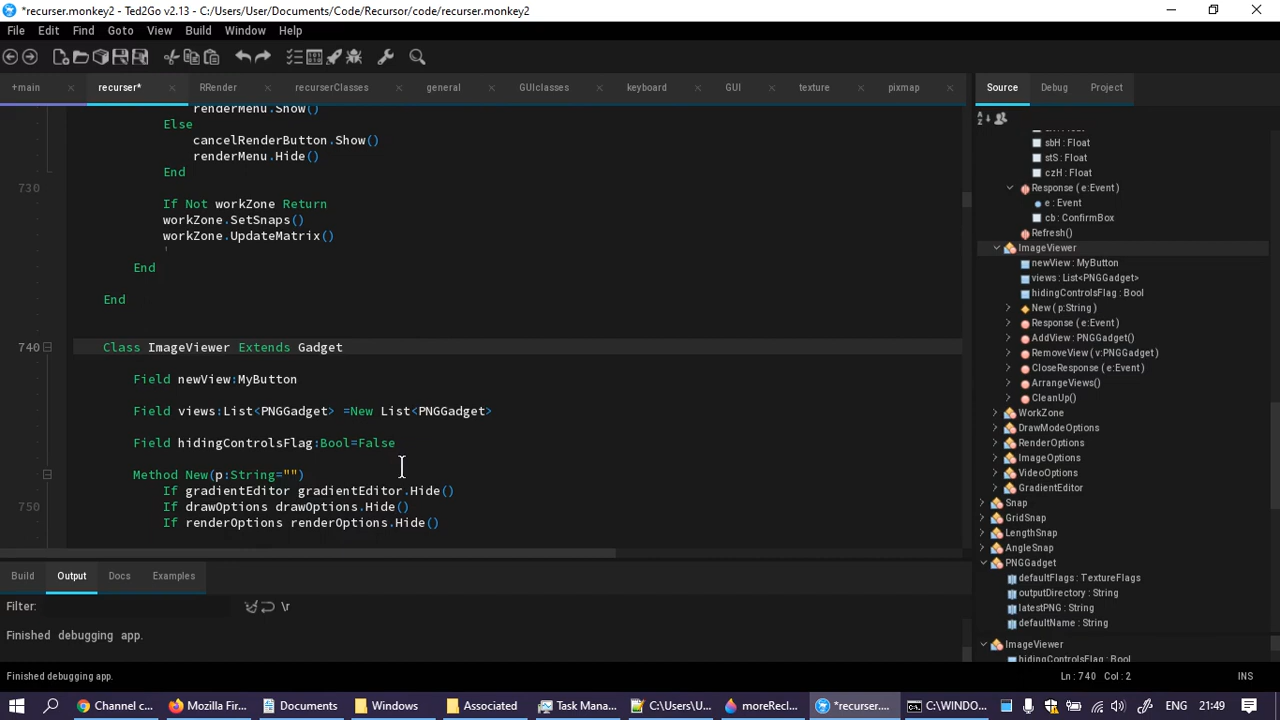 *recurser.monkey2 - Ted2Go v2.13 - C:/Users/User/Documents/Code/Recursor/code/recurser.monkey2
File Edit Find Goto View Build Window Help
+main recurser* RRender recurserClasses general GUIclasses keyboard GUI texture pixmap
Source Debug Project
renderMenu.Show()
Else
cancelRenderButton.Show()
renderMenu.Hide()
End
730
If Not workZone Return
workZone.SetSnaps()
workZone.UpdateMatrix()
'
End
End
740 Class ImageViewer Extends Gadget
Field newView:MyButton
Field views:List<PNGGadget> =New List<PNGGadget>
Field hidingControlsFlag:Bool=False
Method New(p:String="")
If gradientEditor gradientEditor.Hide()
750 If drawOptions drawOptions.Hide()
If renderOptions renderOptions.Hide()
sbH : Float
stS : Float
czH : Float
Response ( e:Event )
e : Event
cb : ConfirmBox
Refresh()
ImageViewer
newView : MyButton
views : List<PNGGadget>
hidingControlsFlag : Bool
New ( p:String )
Response ( e:Event )
AddView : PNGGadget()
RemoveView ( v:PNGGadget )
CloseResponse ( e:Event )
ArrangeViews()
CleanUp()
WorkZone
DrawModeOptions
RenderOptions
ImageOptions
VideoOptions
GradientEditor
Snap
GridSnap
LengthSnap
AngleSnap
PNGGadget
defaultFlags : TextureFlags
outputDirectory : String
latestPNG : String
defaultName : String
ImageViewer
hidingControlsFlag : Bool
Build Output Docs Examples
Filter: \r
Finished debugging app.
Finished debugging app. Ln : 740 Col : 2 INS
Channel c... Mozilla Fir... Documents Windows Associated Task Mana... C:\Users\U... moreRecl... *recurser.... C:\WINDO... ENG 21:49